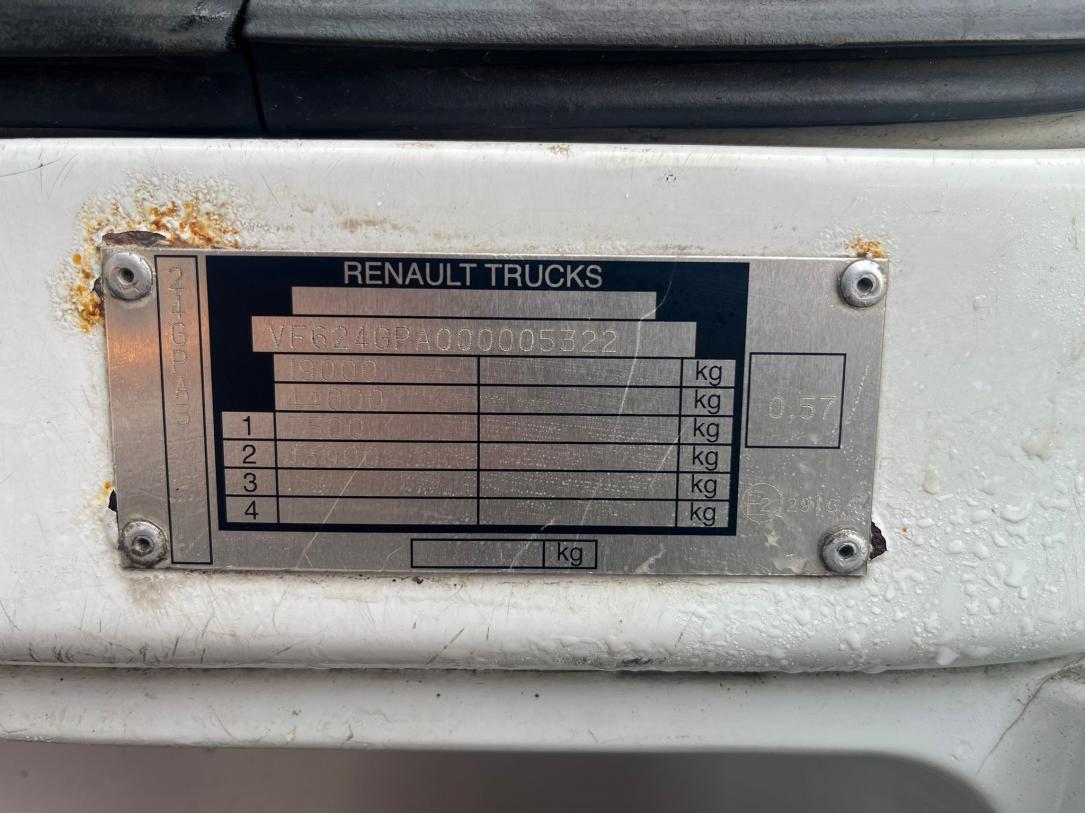 24GPA3
RENAULT TRUCKS
VF624GPA000005322
19000 kg
44000 kg
1 7500 kg
2 kg
3 kg
4 kg
kg
0,57